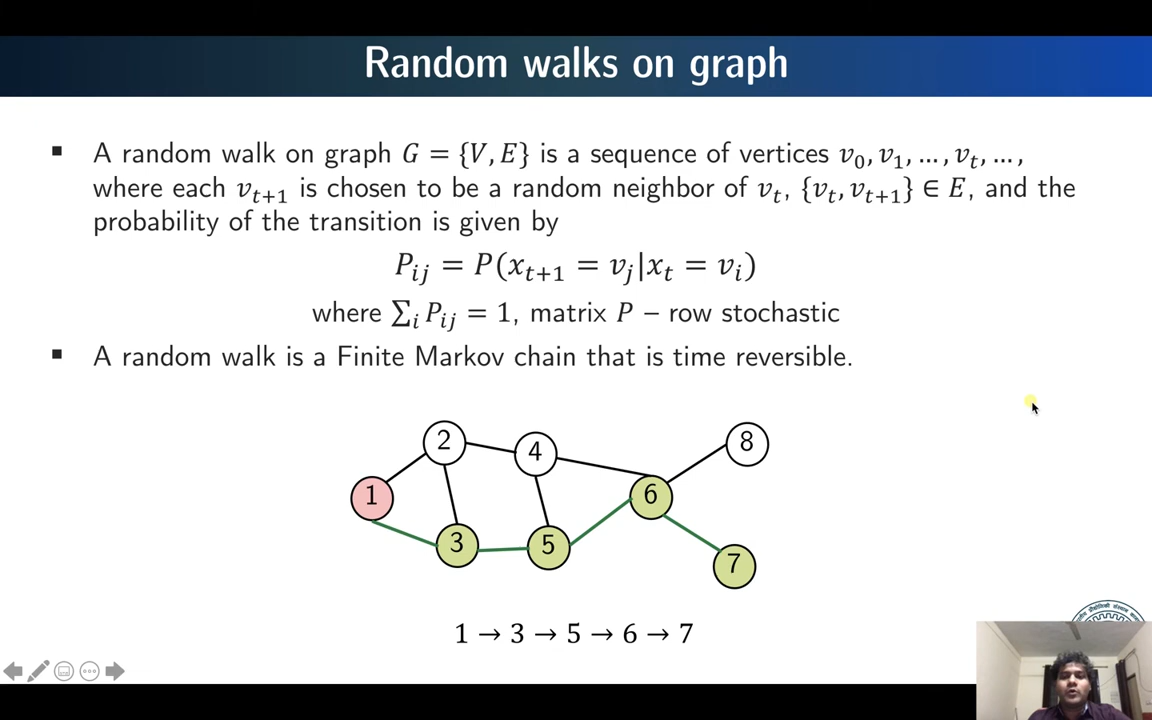 Random walks on graph
▪ A random walk on graph G = {V, E} is a sequence of vertices v₀, v₁, … , vₜ, … ,
where each vₜ₊₁ is chosen to be a random neighbor of vₜ, {vₜ, vₜ₊₁} ∈ E, and the
probability of the transition is given by
Pᵢⱼ = P(xₜ₊₁ = vⱼ|xₜ = vᵢ)
where ∑ᵢ Pᵢⱼ = 1, matrix P – row stochastic
▪ A random walk is a Finite Markov chain that is time reversible.
2
4
8
1
6
3
5
7
1 → 3 → 5 → 6 → 7